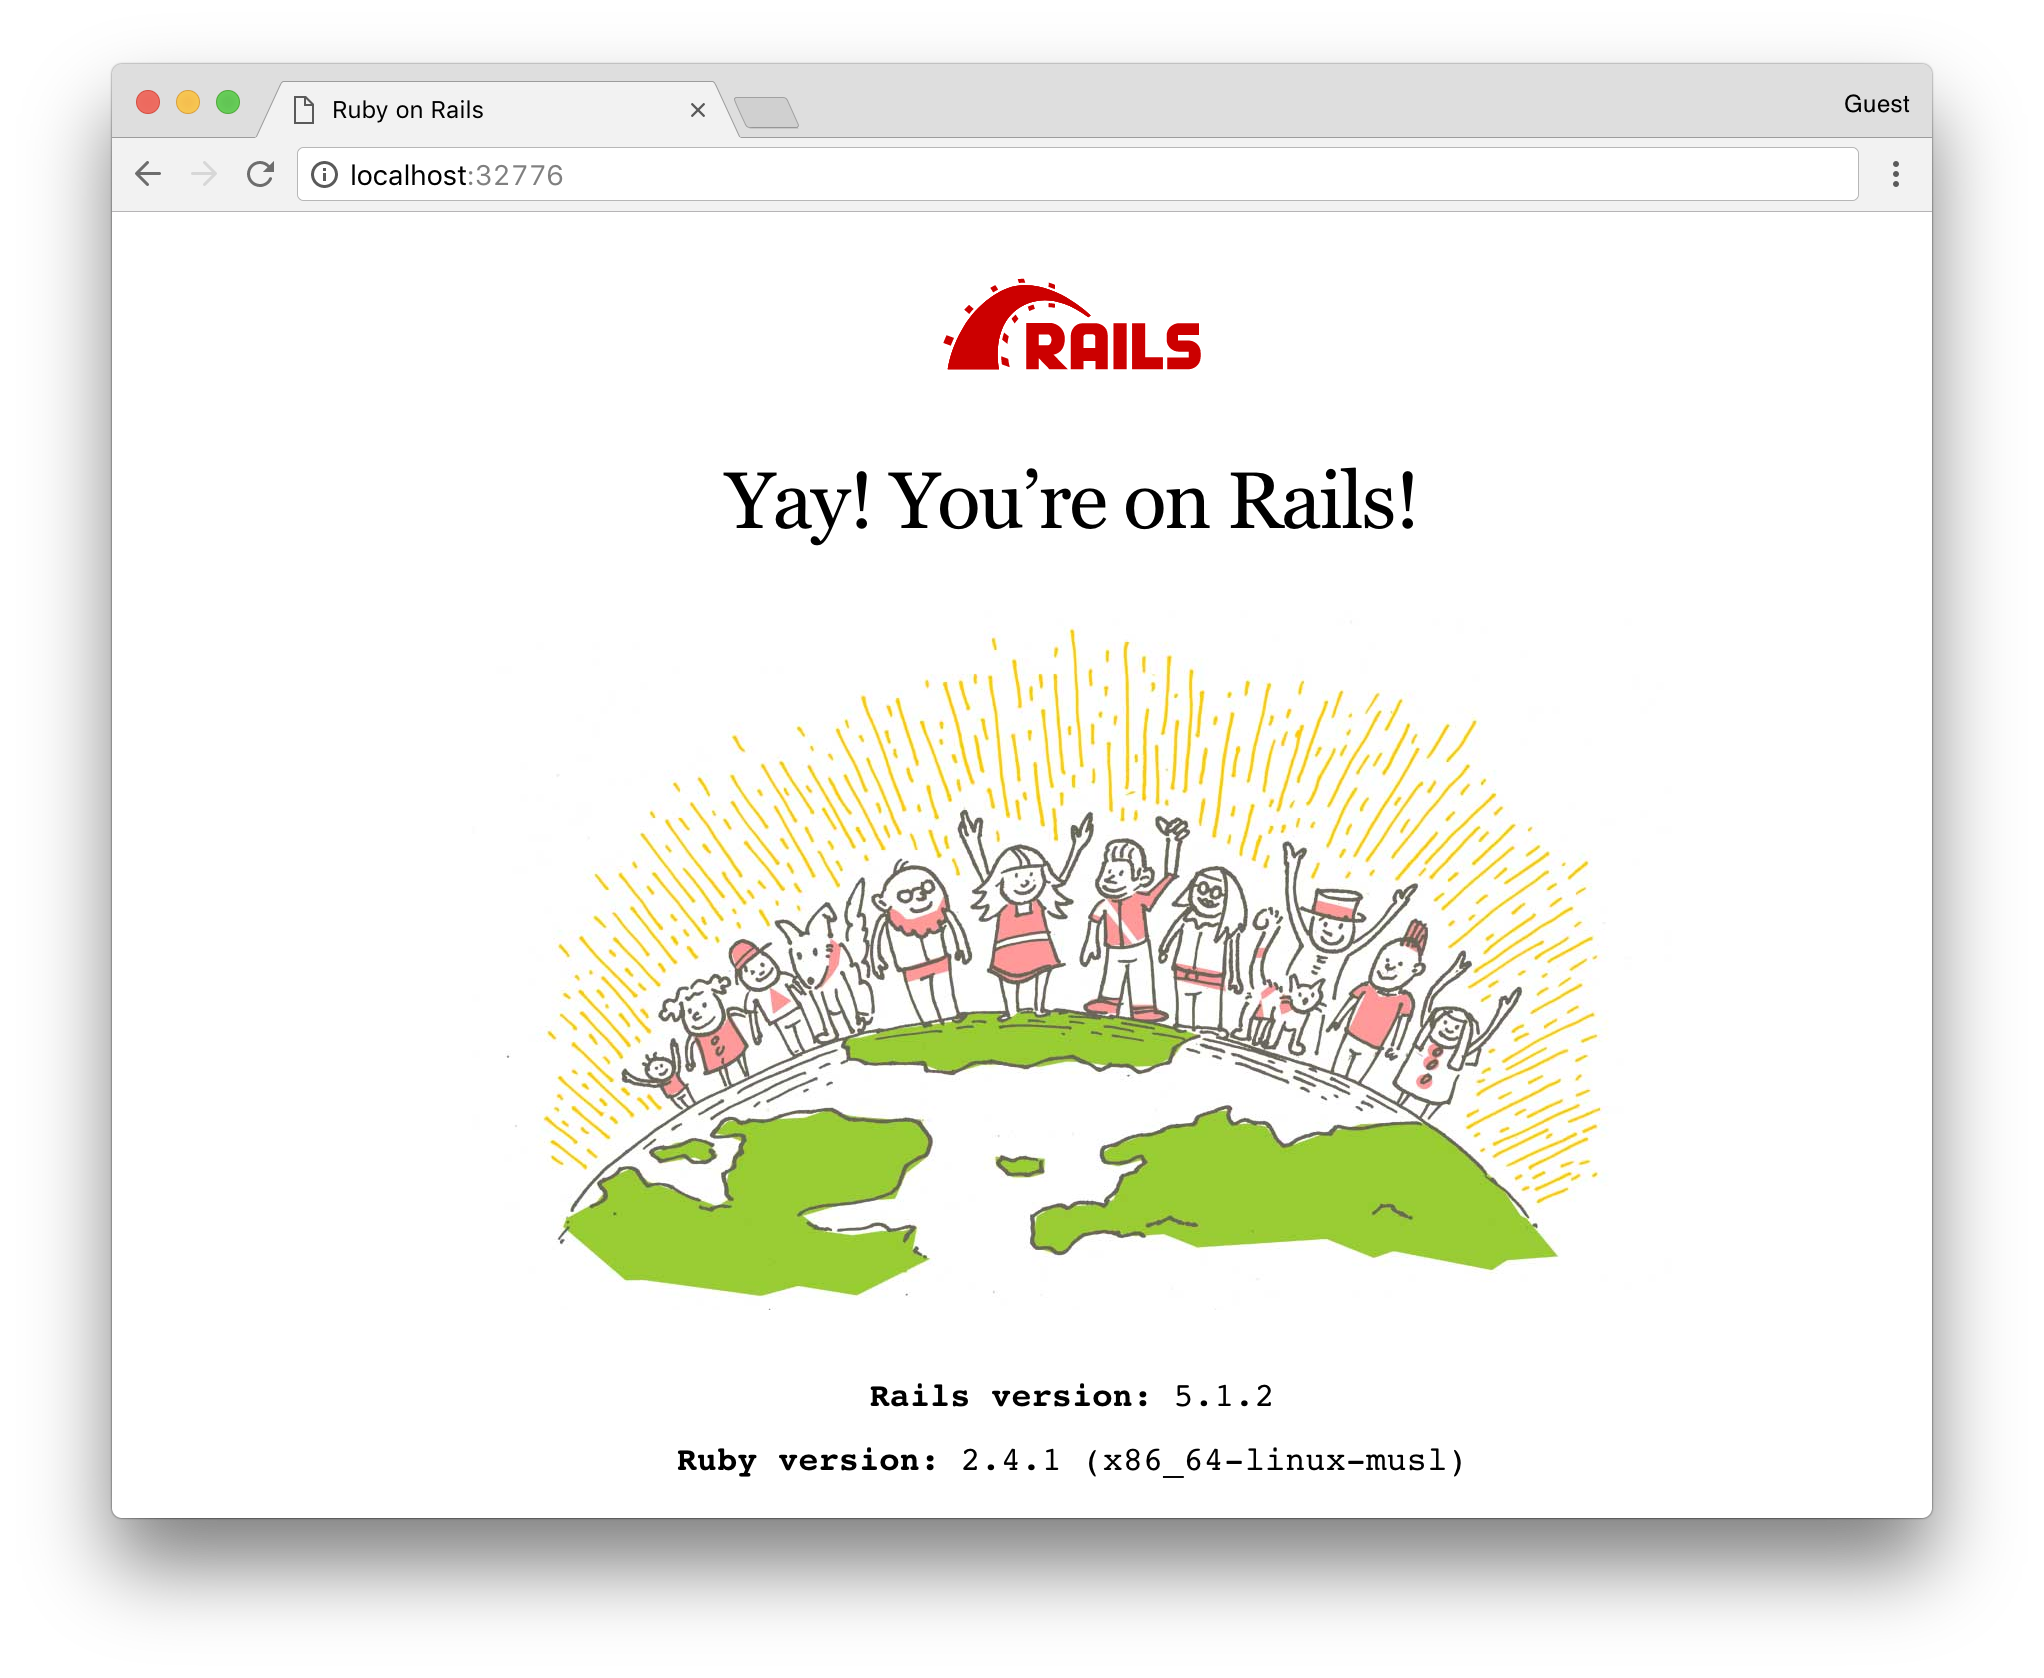 Ruby on Rails
Guest
localhost:32776
RAILS
Yay! You’re on Rails!
Rails version: 5.1.2
Ruby version: 2.4.1 (x86_64-linux-musl)